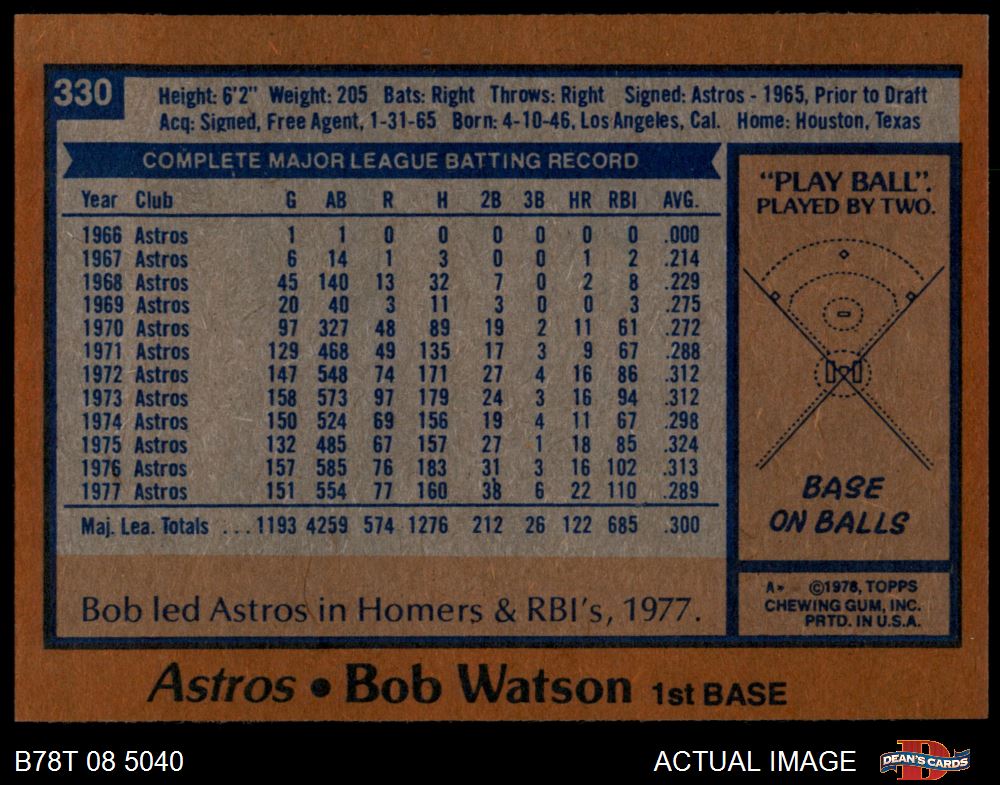 330
Height: 6'2" Weight: 205 Bats: Right Throws: Right Signed: Astros - 1965, Prior to Draft
Acq: Signed, Free Agent, 1-31-65 Born: 4-10-46, Los Angeles, Cal. Home: Houston, Texas
COMPLETE MAJOR LEAGUE BATTING RECORD
Year Club G AB R H 2B 3B HR RBI AVG.
1966 Astros 1 1 0 0 0 0 0 0 .000
1967 Astros 6 14 1 3 0 0 1 2 .214
1968 Astros 45 140 13 32 7 0 2 8 .229
1969 Astros 20 40 3 11 3 0 0 3 .275
1970 Astros 97 327 48 89 19 2 11 61 .272
1971 Astros 129 468 49 135 17 3 9 67 .288
1972 Astros 147 548 74 171 27 4 16 86 .312
1973 Astros 158 573 97 179 24 3 16 94 .312
1974 Astros 150 524 69 156 19 4 11 67 .298
1975 Astros 132 485 67 157 27 1 18 85 .324
1976 Astros 157 585 76 183 31 3 16 102 .313
1977 Astros 151 554 77 160 38 6 22 110 .289
Maj. Lea. Totals ... 1193 4259 574 1276 212 26 122 685 .300
Bob led Astros in Homers & RBI's, 1977.
"PLAY BALL".
PLAYED BY TWO.
BASE
ON BALLS
A* ©1978, TOPPS
CHEWING GUM, INC.
PRTD. IN U.S.A.
Astros • Bob Watson 1st BASE
B78T 08 5040
ACTUAL IMAGE
DEAN'S CARDS